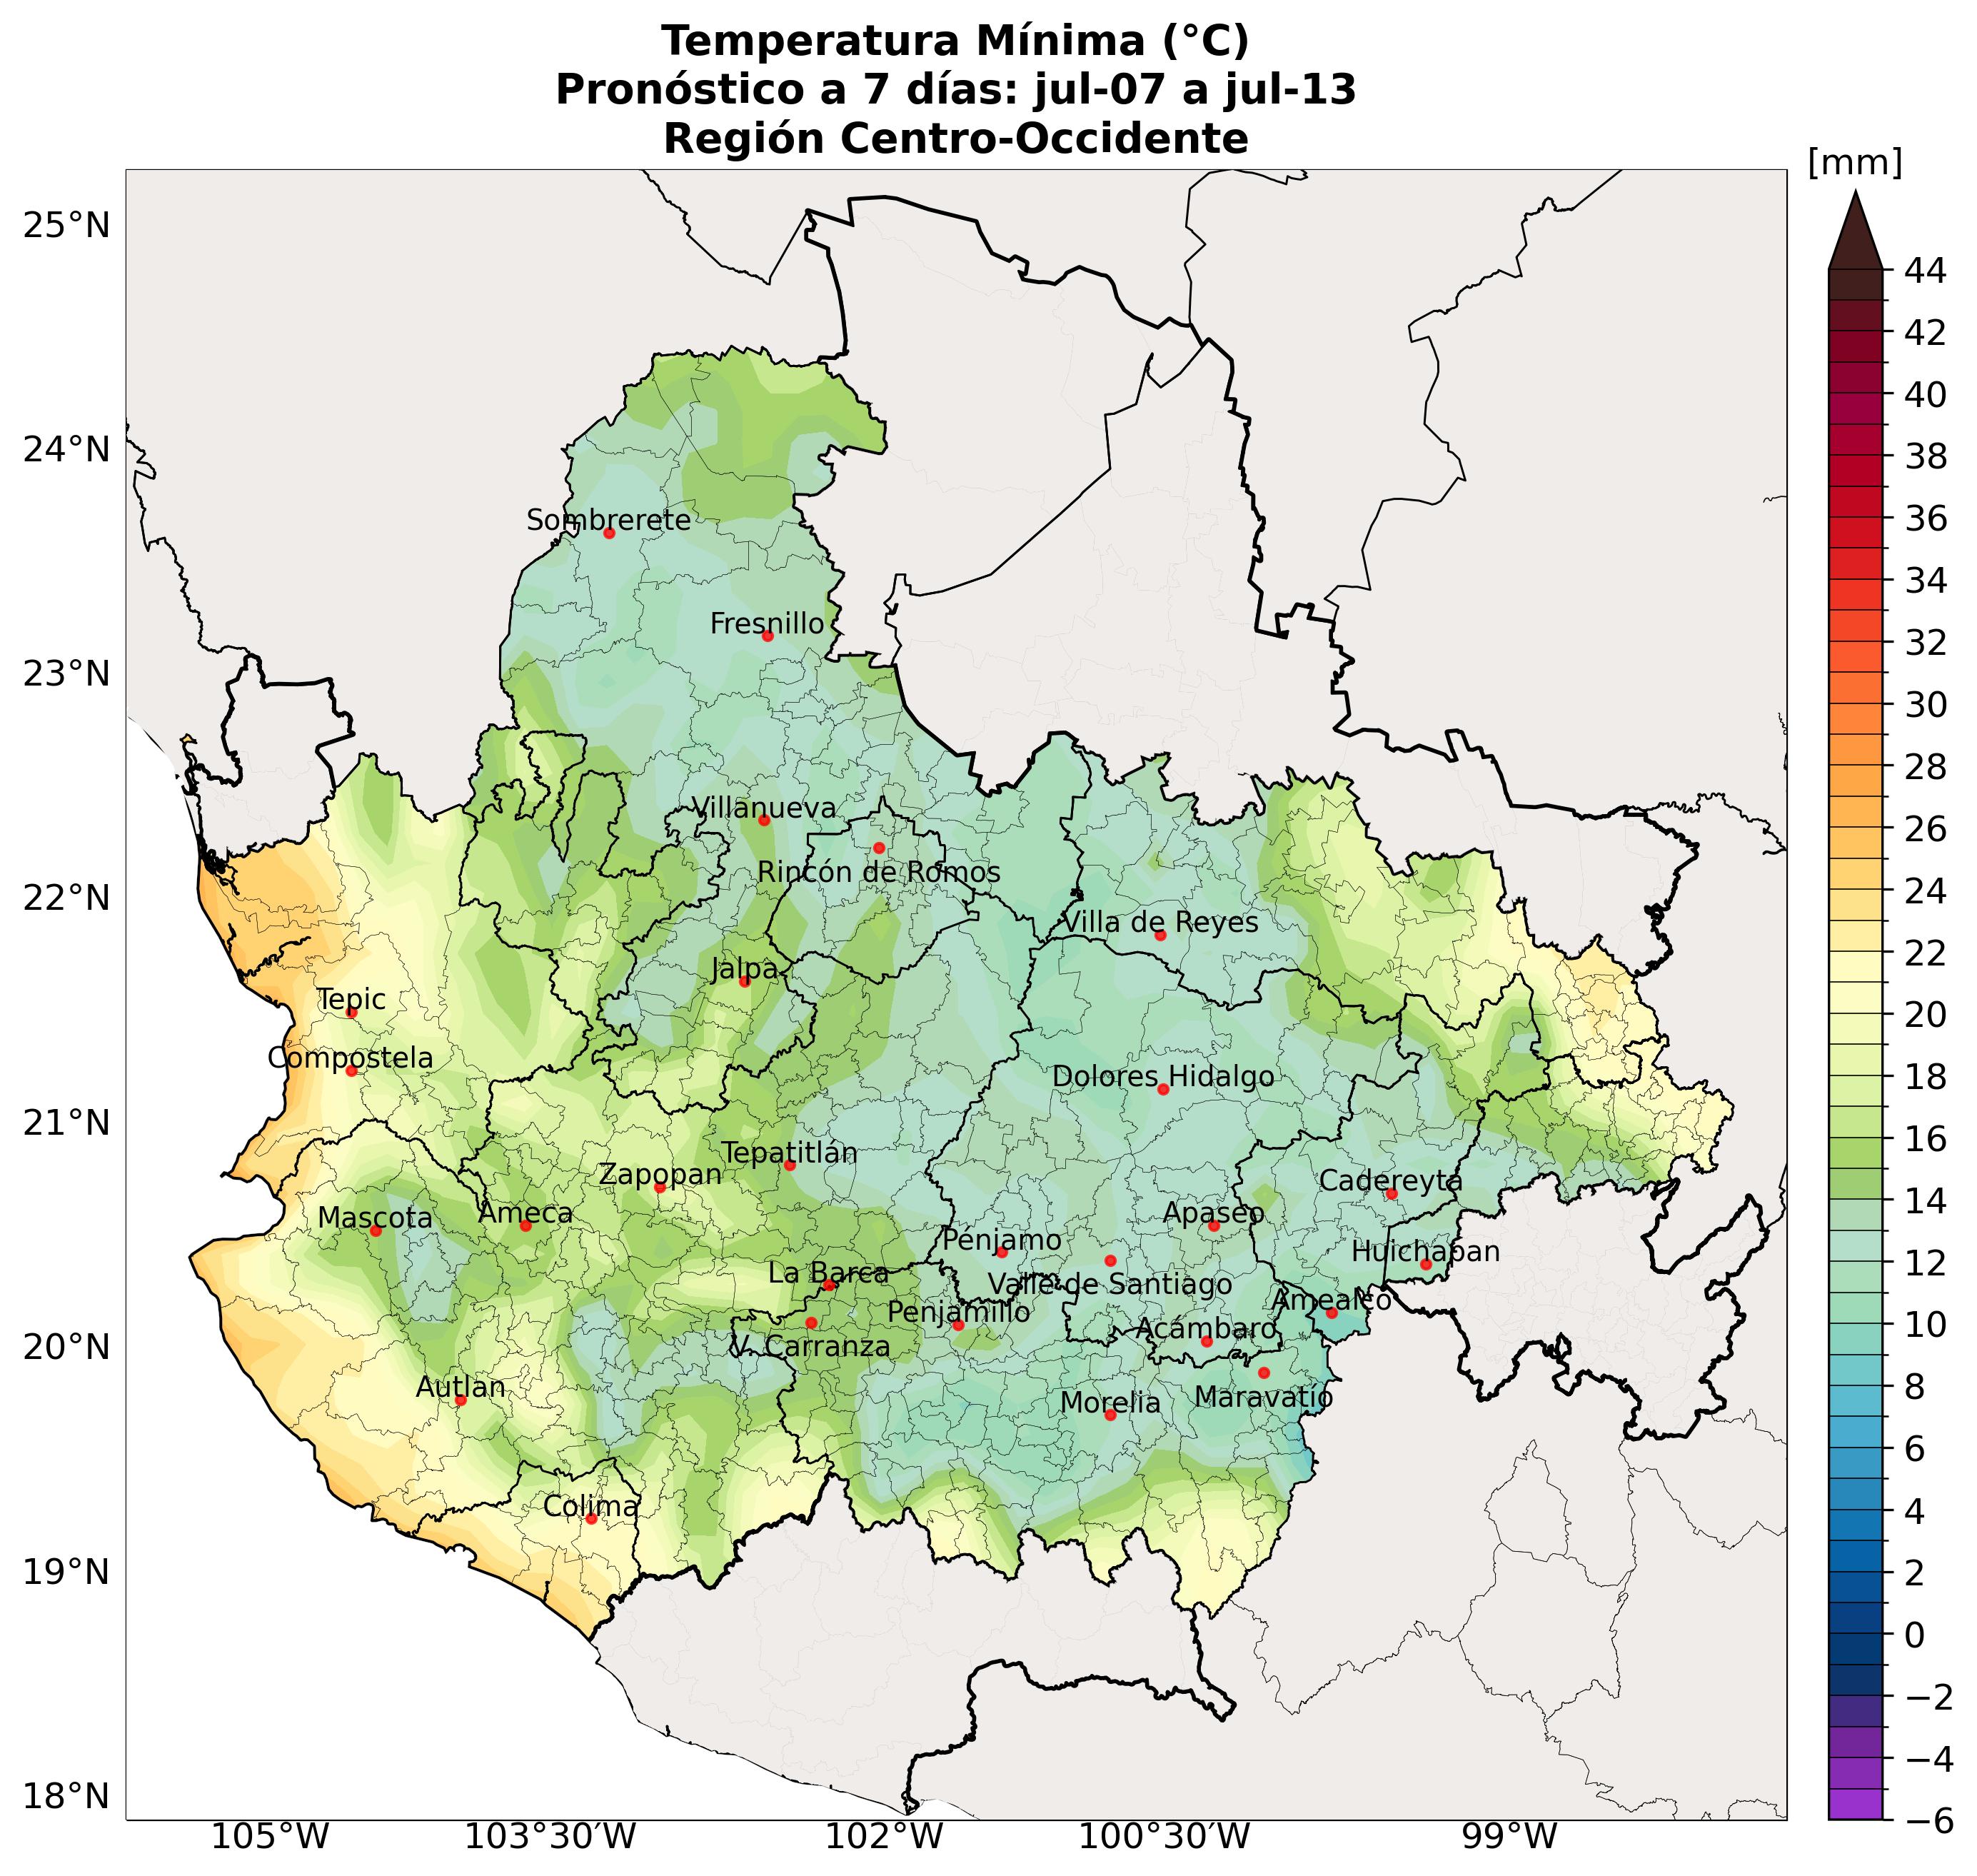 Temperatura Mínima (°C)
Pronóstico a 7 días: jul-07 a jul-13
Región Centro-Occidente
[mm]
25°N
24°N
23°N
22°N
21°N
20°N
19°N
18°N
Sombrerete
Fresnillo
Villanueva
Rincón de Romos
Villa de Reyes
Jalpa
Tepic
Compostela
Dolores Hidalgo
Tepatitlán
Zapopan
Cadereyta
Mascota
Ameca
Apaseo
Pénjamo
Huichapan
La Barca
Valle de Santiago
Amealco
Penjamillo
Acámbaro
V. Carranza
Autlan
Maravatío
Morelia
Colima
105°W
103°30′W
102°W
100°30′W
99°W
44
42
40
38
36
34
32
30
28
26
24
22
20
18
16
14
12
10
8
6
4
2
0
−2
−4
−6